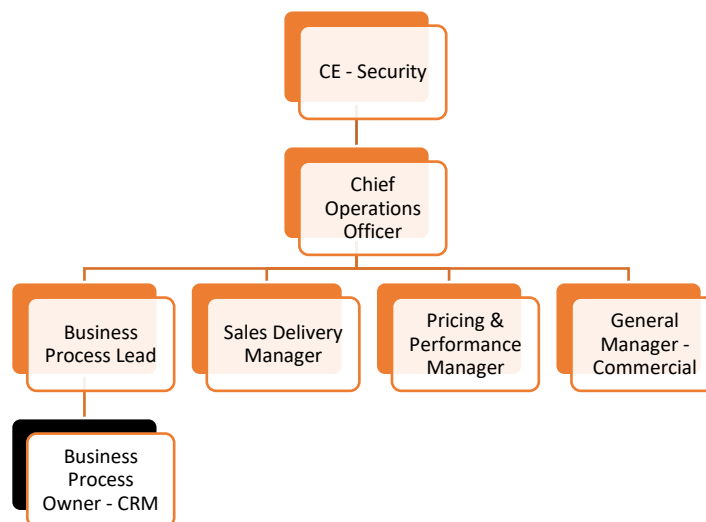 CE - Security
Chief
Operations
Officer
Business
Process Lead
Sales Delivery
Manager
Pricing &
Performance
Manager
General
Manager -
Commercial
Business
Process
Owner - CRM